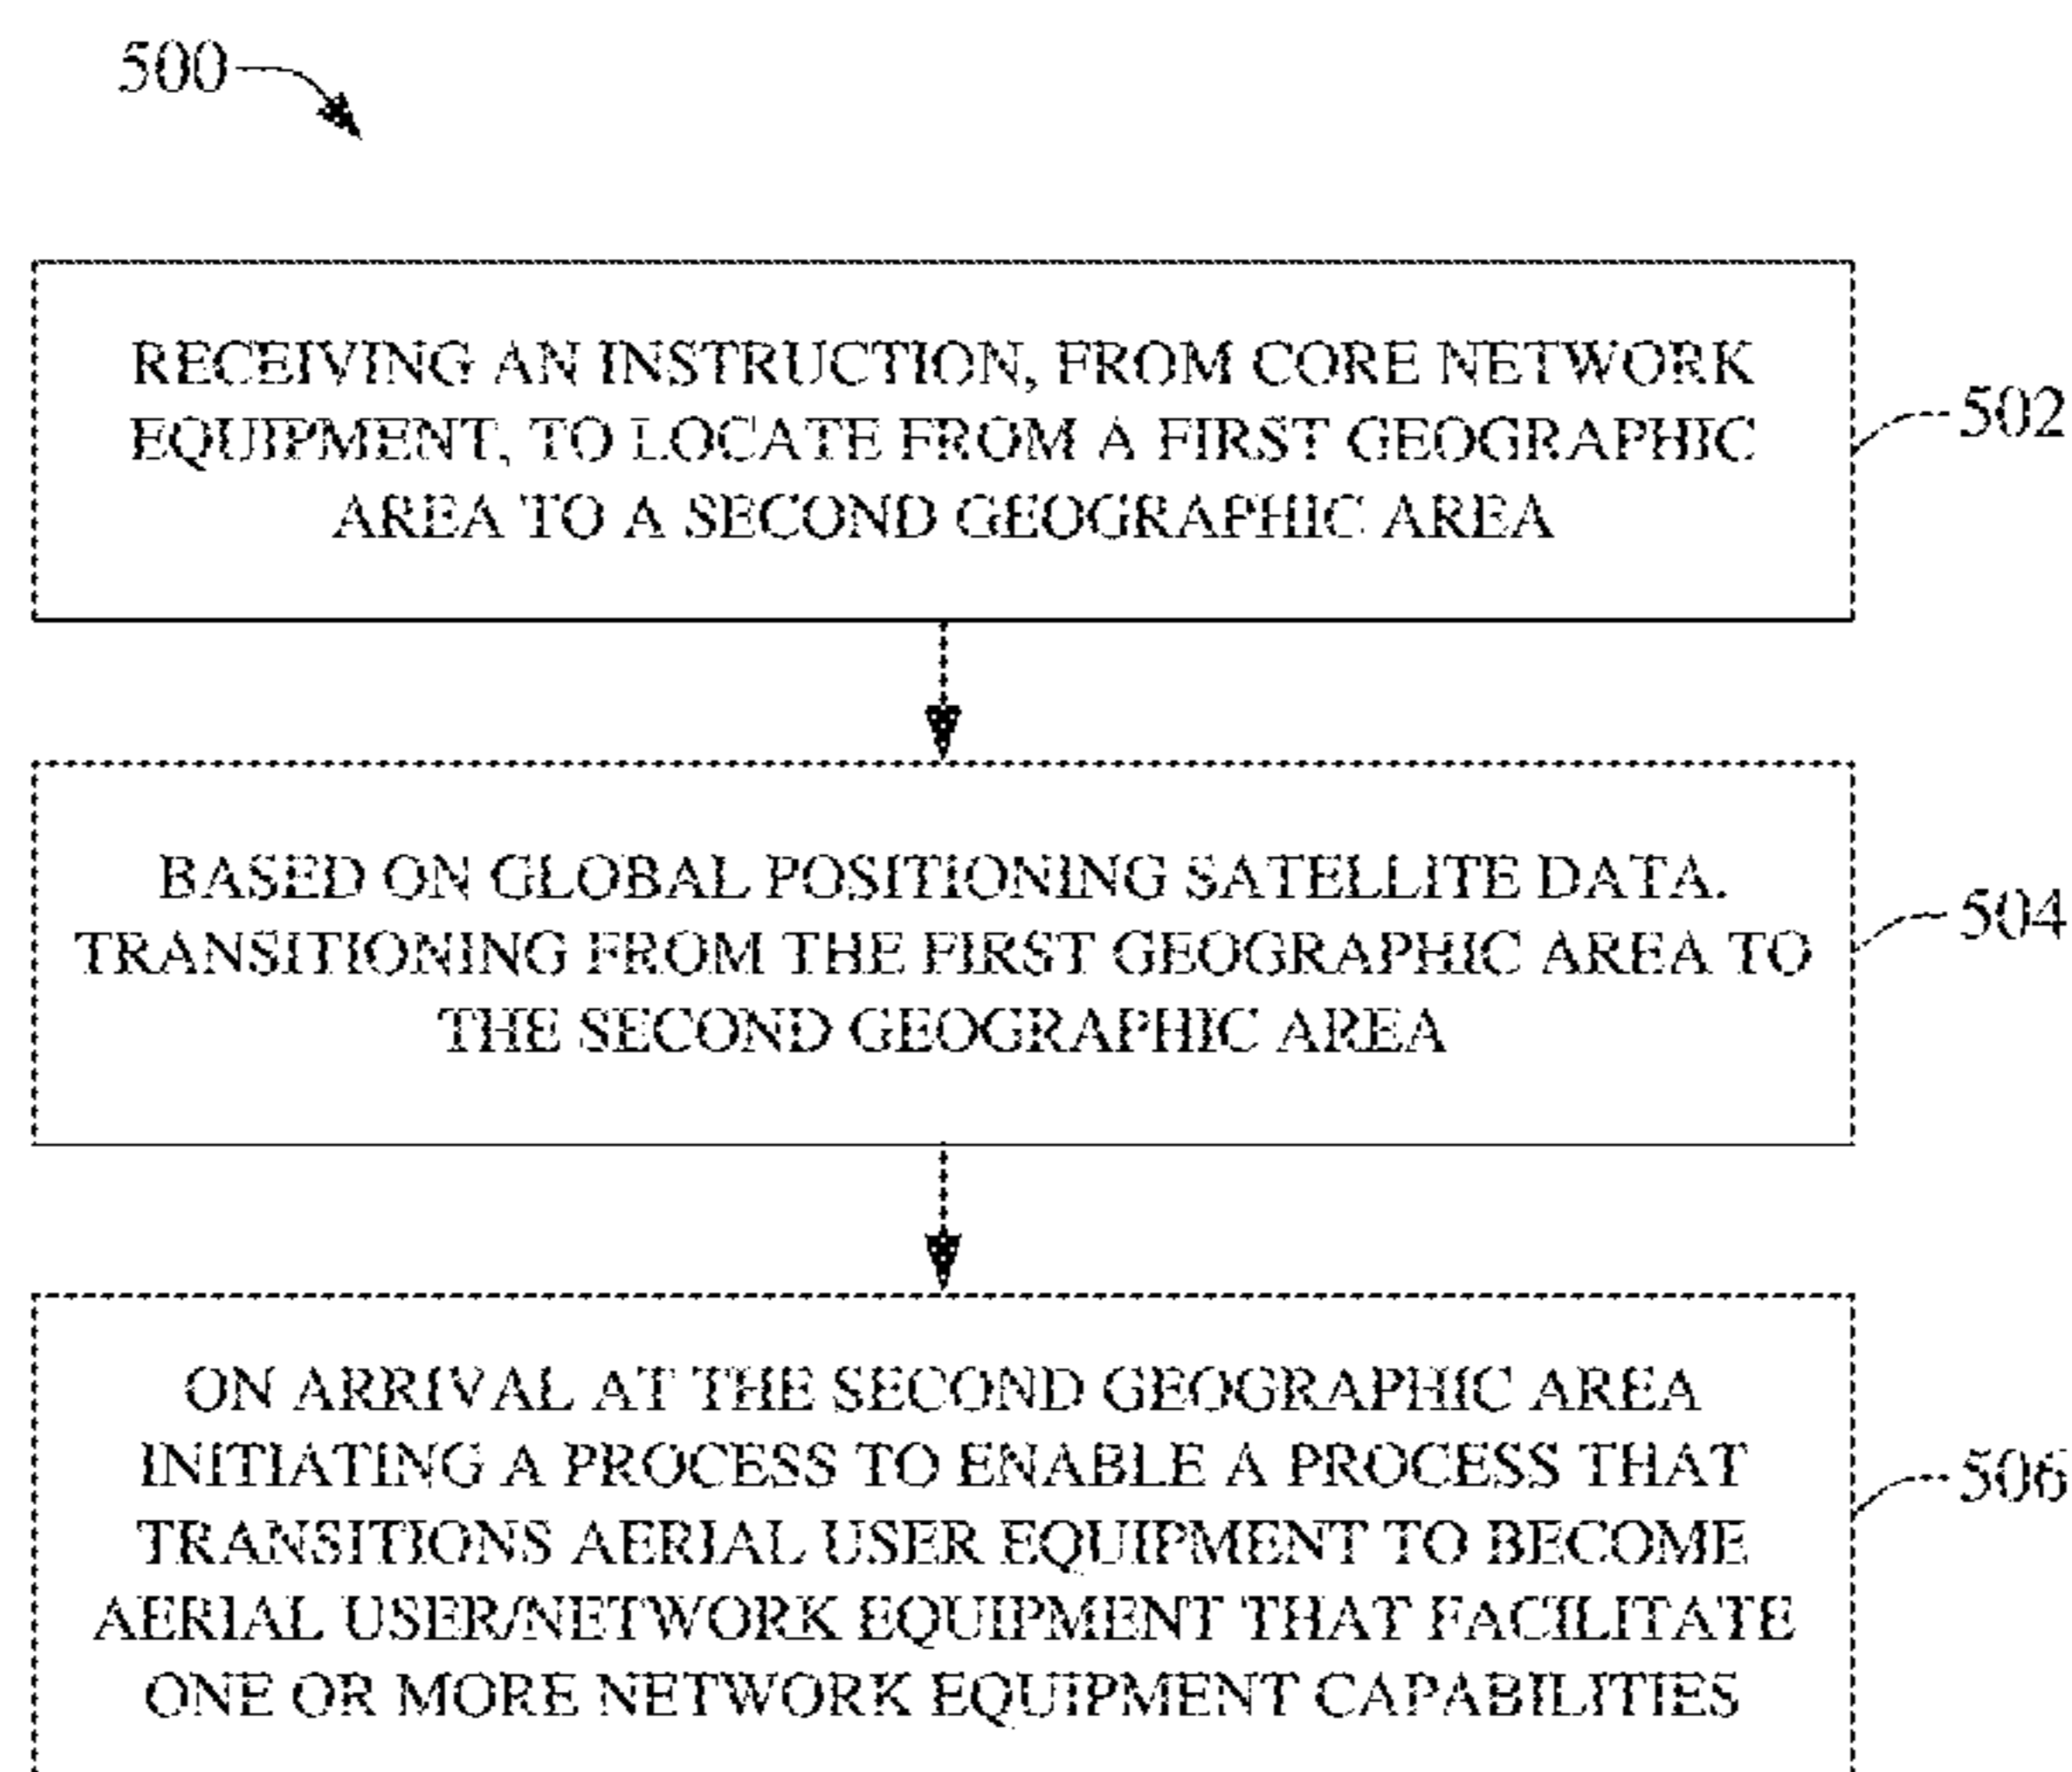 500
RECEIVING AN INSTRUCTION, FROM CORE NETWORK
EQUIPMENT, TO LOCATE FROM A FIRST GEOGRAPHIC
AREA TO A SECOND GEOGRAPHIC AREA
502
BASED ON GLOBAL POSITIONING SATELLITE DATA.
TRANSITIONING FROM THE FIRST GEOGRAPHIC AREA TO
THE SECOND GEOGRAPHIC AREA
504
ON ARRIVAL AT THE SECOND GEOGRAPHIC AREA
INITIATING A PROCESS TO ENABLE A PROCESS THAT
TRANSITIONS AERIAL USER EQUIPMENT TO BECOME
AERIAL USER/NETWORK EQUIPMENT THAT FACILITATE
ONE OR MORE NETWORK EQUIPMENT CAPABILITIES
506